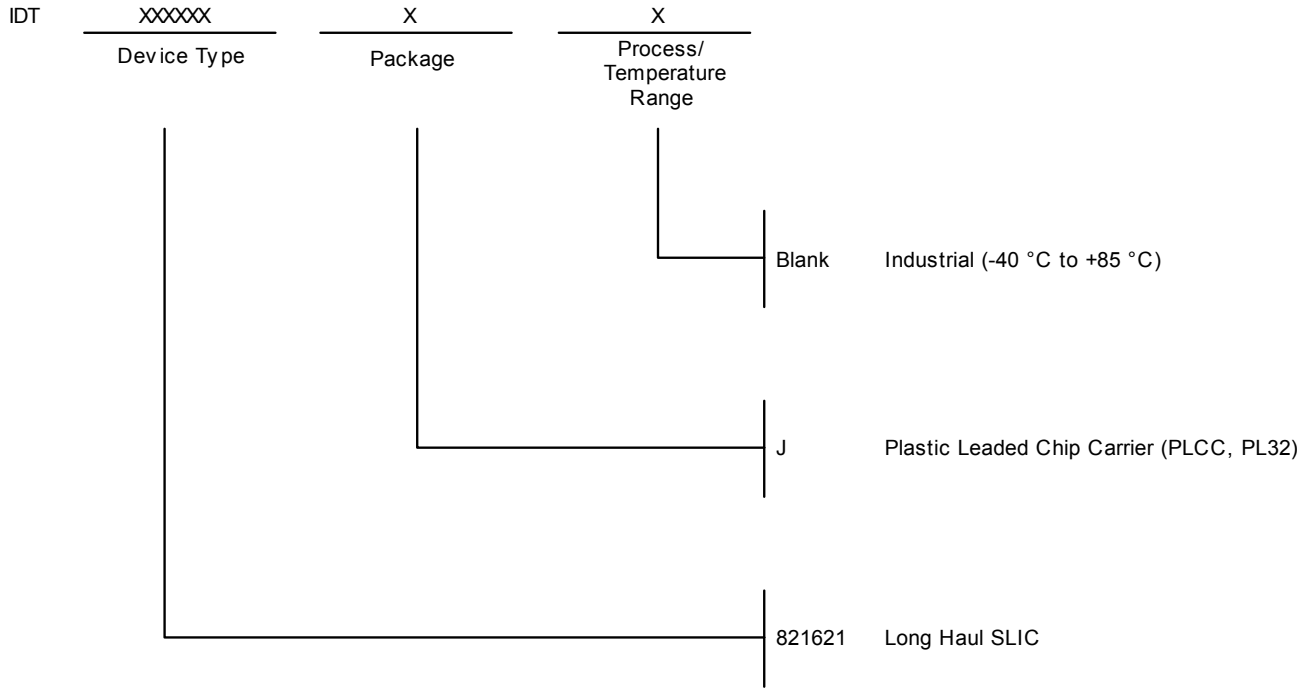 IDT XXXXXX X X
Device Type Package Process/
Temperature
Range
Blank Industrial (-40 °C to +85 °C)
J Plastic Leaded Chip Carrier (PLCC, PL32)
821621 Long Haul SLIC